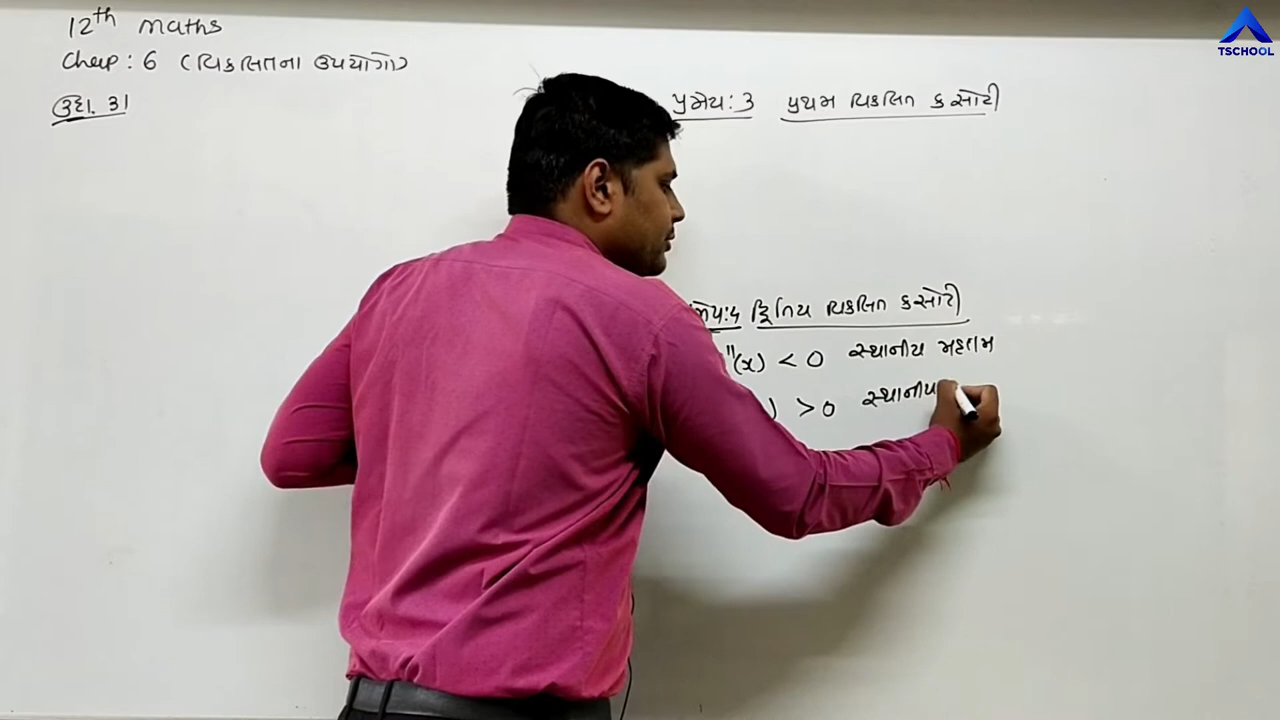 12th Maths
Chap : 6 (વિકલિતના ઉપયોગો)
ઉદા. 31
પ્રમેય: 3 પ્રથમ વિકલિત કસોટી
દ્વિતિય વિકલિત કસોટી
"(x) < 0 સ્થાનીય મહત્તમ
) > 0 સ્થાનીય
TSCHOOL